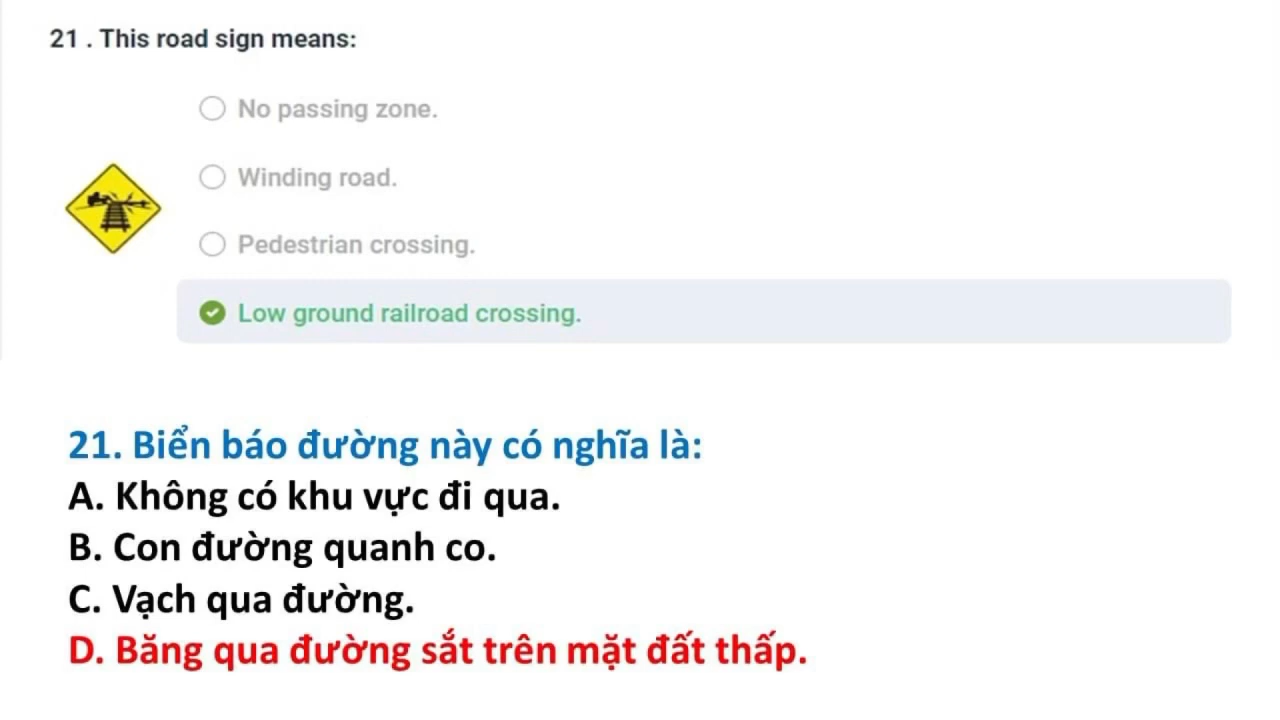 21 . This road sign means:
No passing zone.
Winding road.
Pedestrian crossing.
Low ground railroad crossing.
21. Biển báo đường này có nghĩa là:
A. Không có khu vực đi qua.
B. Con đường quanh co.
C. Vạch qua đường.
D. Băng qua đường sắt trên mặt đất thấp.